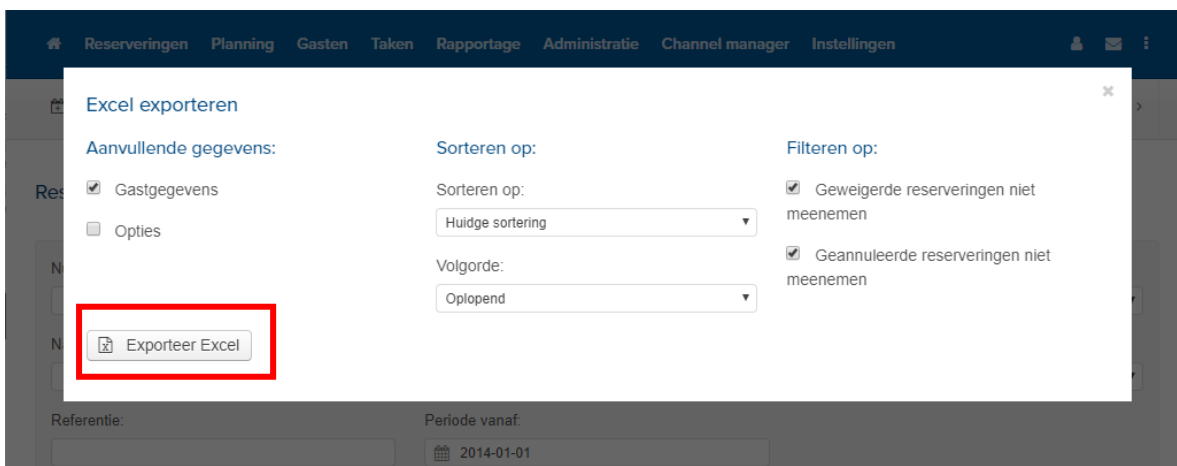 Reserveringen Planning Gasten Taken Rapportage Administratie Channel manager Instellingen
Excel exporteren
Aanvullende gegevens: Sorteren op: Filteren op:
Res
Gastgegevens Sorteren op: Geweigerde reserveringen niet
meenemen
Opties Huidge sortering
Geannuleerde reserveringen niet
meenemen
Volgorde:
Oplopend
Exporteer Excel
Referentie: Periode vanaf:
2014-01-01